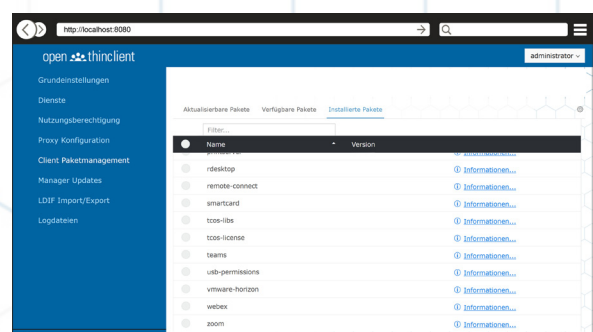 http://localhost:8080
open thinclient
administrator
Grundeinstellungen
Dienste
Nutzungsberechtigung
Proxy Konfiguration
Client Paketmanagement
Manager Updates
LDIF Import/Export
Logdateien
Aktualisierbare Pakete Verfügbare Pakete Installierte Pakete
Filter...
Name Version
printserver Informationen...
rdesktop Informationen...
remote-connect Informationen...
smartcard Informationen...
tcos-libs Informationen...
tcos-license Informationen...
teams Informationen...
usb-permissions Informationen...
vmware-horizon Informationen...
webex Informationen...
zoom Informationen...